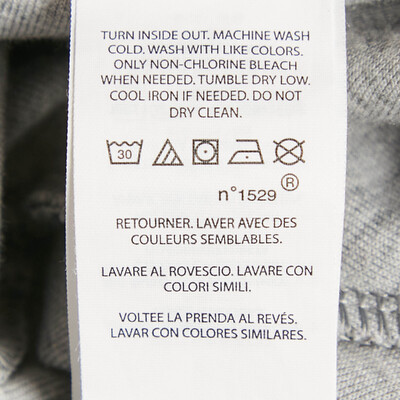 TURN INSIDE OUT. MACHINE WASH
COLD. WASH WITH LIKE COLORS.
ONLY NON-CHLORINE BLEACH
WHEN NEEDED. TUMBLE DRY LOW.
COOL IRON IF NEEDED. DO NOT
DRY CLEAN.
30
n°1529 ®
RETOURNER. LAVER AVEC DES
COULEURS SEMBLABLES.
LAVARE AL ROVESCIO. LAVARE CON
COLORI SIMILI.
VOLTEE LA PRENDA AL REVÉS.
LAVAR CON COLORES SIMILARES.